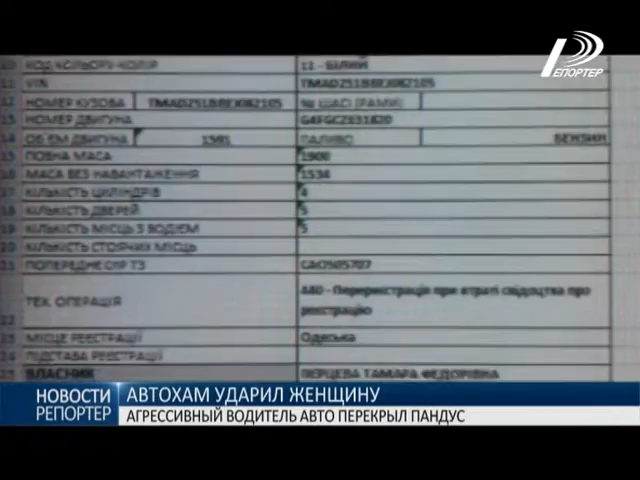 РЕПОРТЕР
КОД КОЛЬОРУ КОЛІР 11 - БІЛИЙ
VIN
НОМЕР КУЗОВА № ШАСІ (РАМИ)
НОМЕР ДВИГУНА
ОБ'ЄМ ДВИГУНА 1591 ПАЛИВО БЕНЗИН
ПОВНА МАСА 1900
МАСА БЕЗ НАВАНТАЖЕННЯ 1534
КІЛЬКІСТЬ ЦИЛІНДРІВ 4
КІЛЬКІСТЬ ДВЕРЕЙ 5
КІЛЬКІСТЬ МІСЦЬ З ВОДІЄМ 5
КІЛЬКІСТЬ СТОЯЧИХ МІСЦЬ
ПОПЕРЕДНЄ СВР ТЗ
ТЕХ. ОПЕРАЦІЯ - Перереєстрація при втраті свідоцтва про
реєстрацію
МІСЦЕ РЕЄСТРАЦІЇ Одеська
ПІДСТАВА РЕЄСТРАЦІЇ
ВЛАСНИК ПЕРЦЕВА ТАМАРА ФЕДОРІВНА
НОВОСТИ
РЕПОРТЕР
АВТОХАМ УДАРИЛ ЖЕНЩИНУ
АГРЕССИВНЫЙ ВОДИТЕЛЬ АВТО ПЕРЕКРЫЛ ПАНДУС